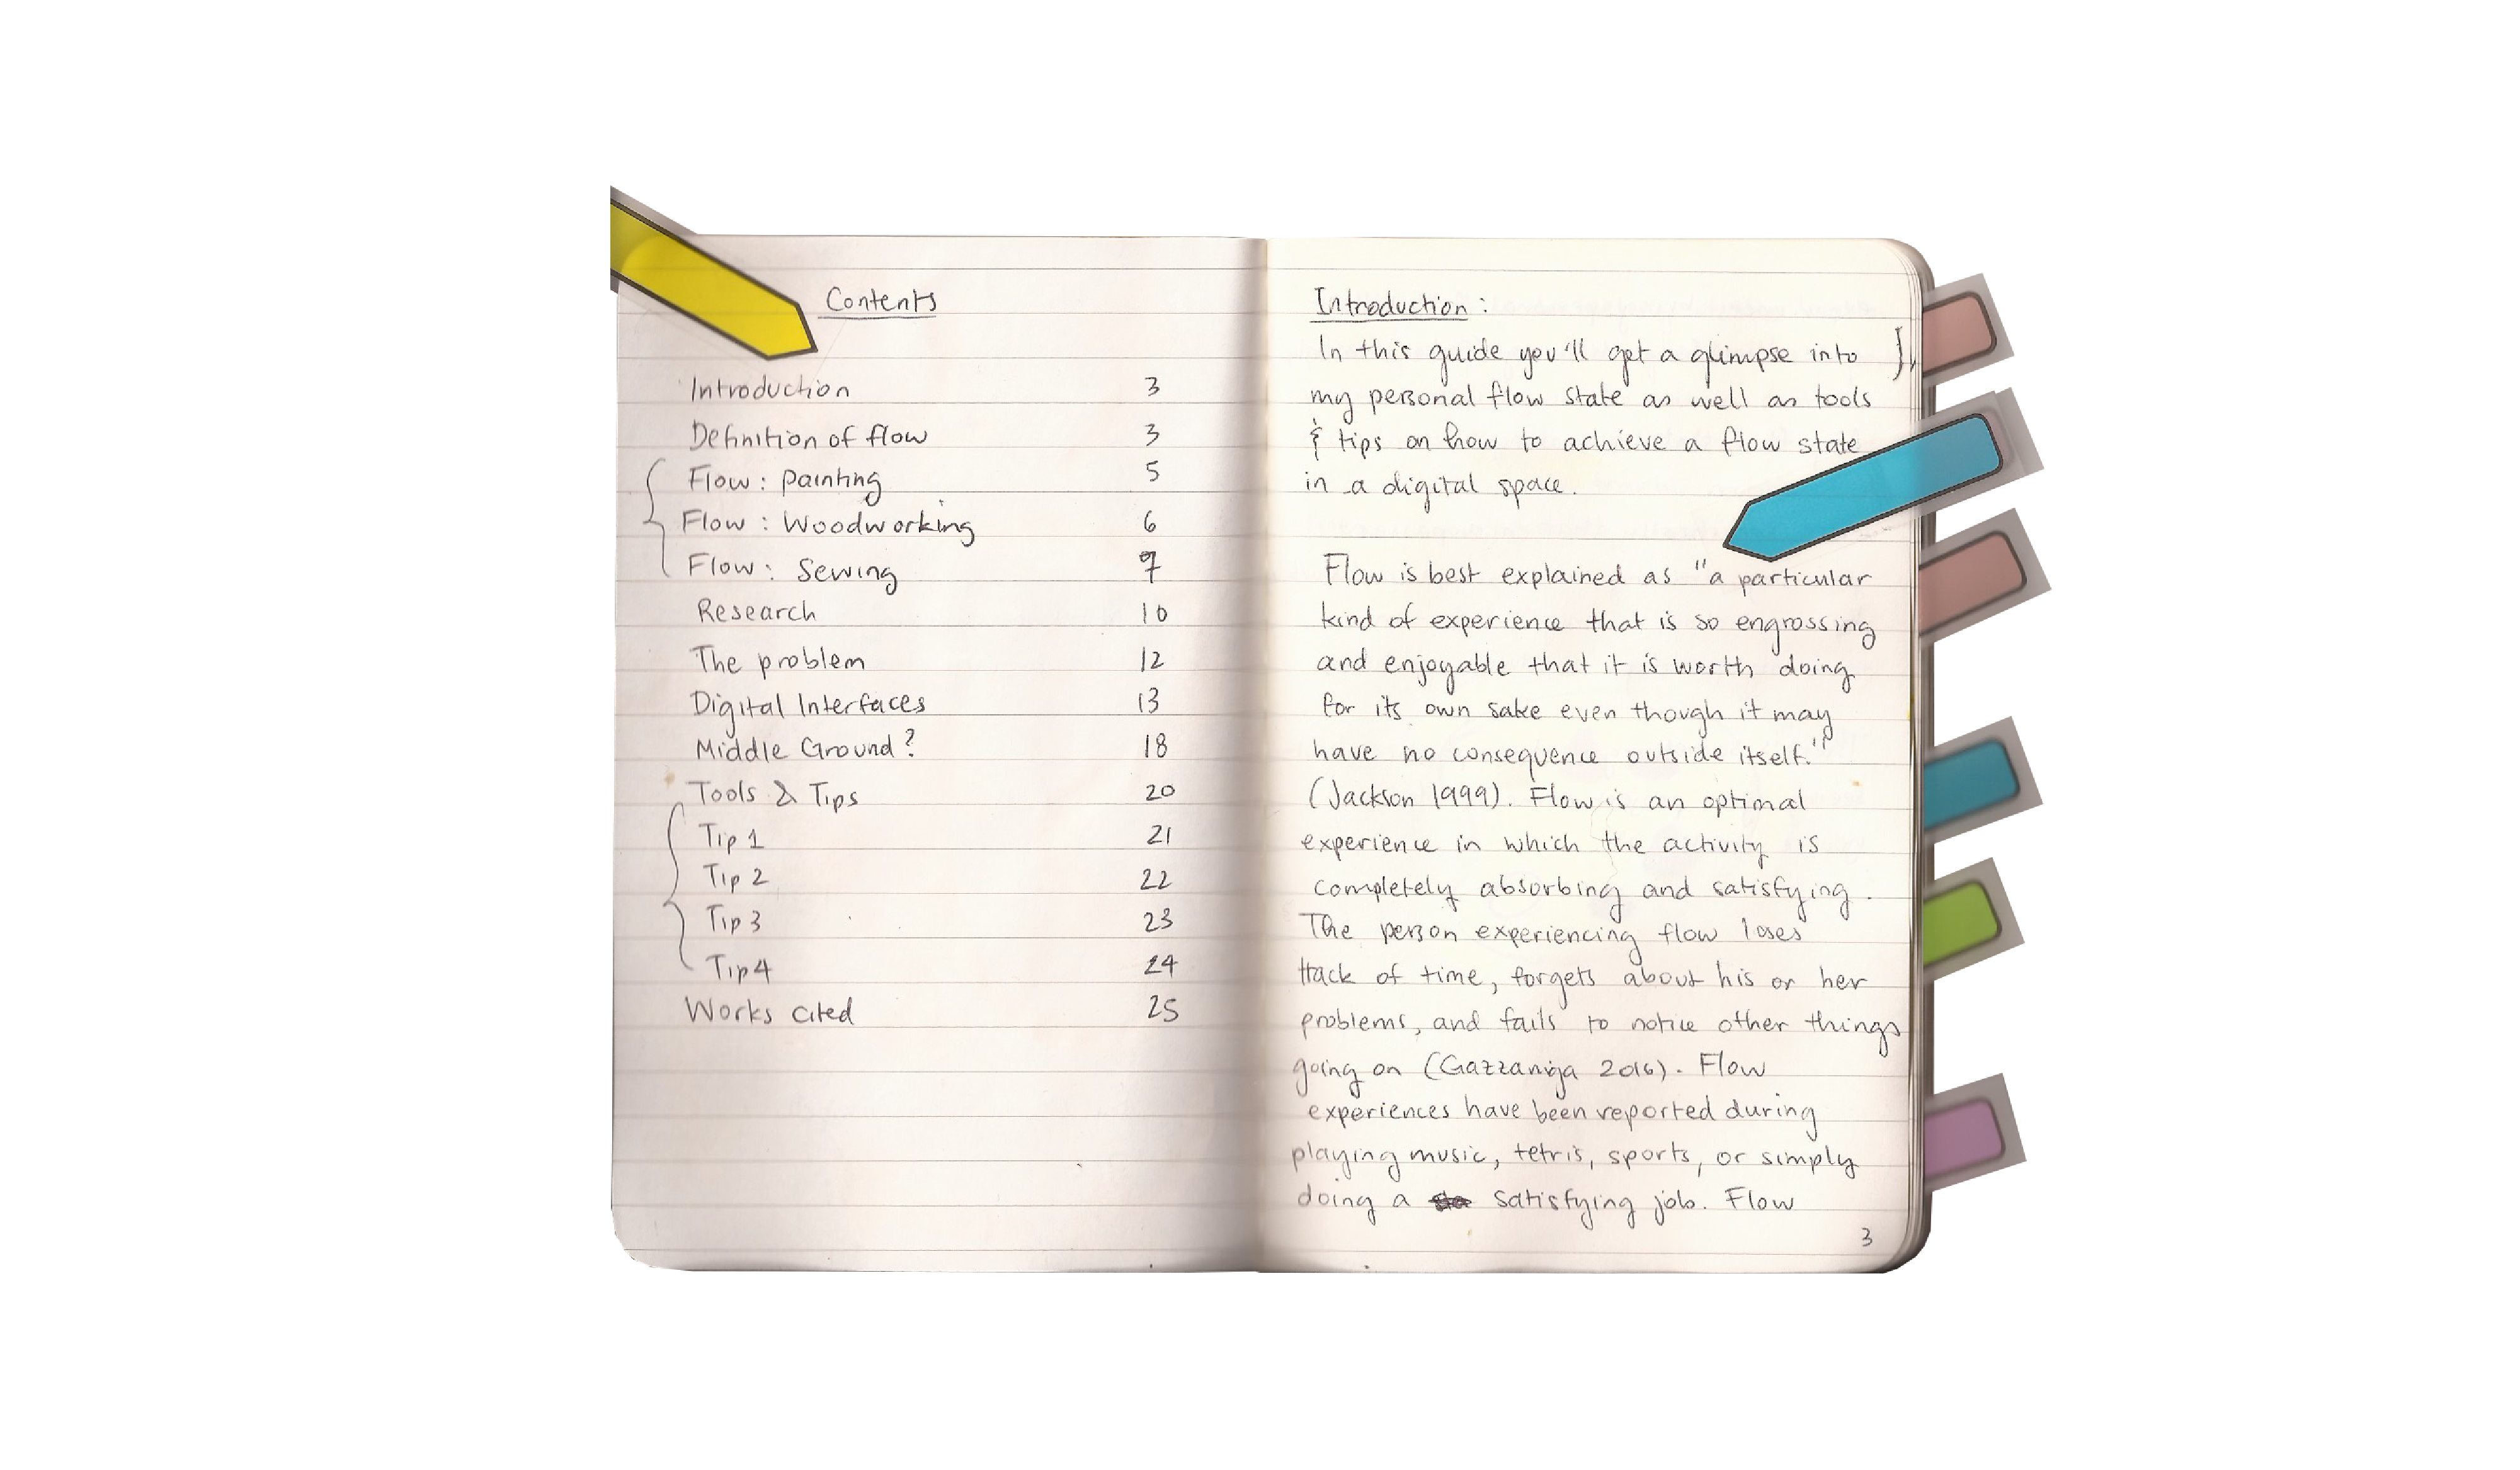 Contents
Introduction 3
Definition of flow 3
Flow: painting 5
Flow: Woodworking 6
Flow: Sewing 7
Research 10
The problem 12
Digital Interfaces 13
Middle Ground? 18
Tools & Tips 20
Tip 1 21
Tip 2 22
Tip 3 23
Tip 4 24
Works cited 25
Introduction:
In this guide you'll get a glimpse into
my personal flow state as well as tools
& tips on how to achieve a flow state
in a digital space.
Flow is best explained as "a particular
kind of experience that is so engrossing
and enjoyable that it is worth doing
for its own sake even though it may
have no consequence outside itself."
(Jackson 1999). Flow is an optimal
experience in which the activity is
completely absorbing and satisfying.
The person experiencing flow loses
track of time, forgets about his or her
problems, and fails to notice other things
going on (Gazzaniga 2016). Flow
experiences have been reported during
playing music, tetris, sports, or simply
doing a satisfying job. Flow
3